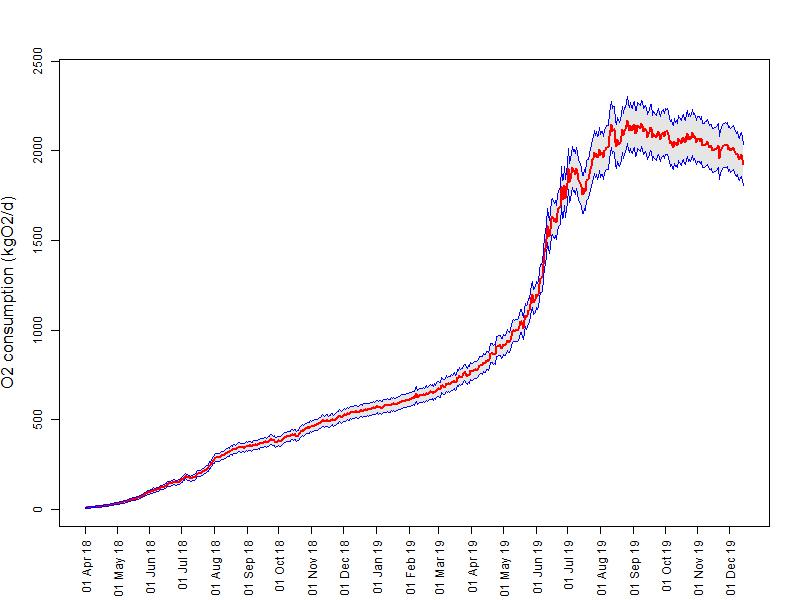 O2 consumption (kgO2/d)
2500
2000
1500
1000
500
0
01 Apr 18
01 May 18
01 Jun 18
01 Jul 18
01 Aug 18
01 Sep 18
01 Oct 18
01 Nov 18
01 Dec 18
01 Jan 19
01 Feb 19
01 Mar 19
01 Apr 19
01 May 19
01 Jun 19
01 Jul 19
01 Aug 19
01 Sep 19
01 Oct 19
01 Nov 19
01 Dec 19